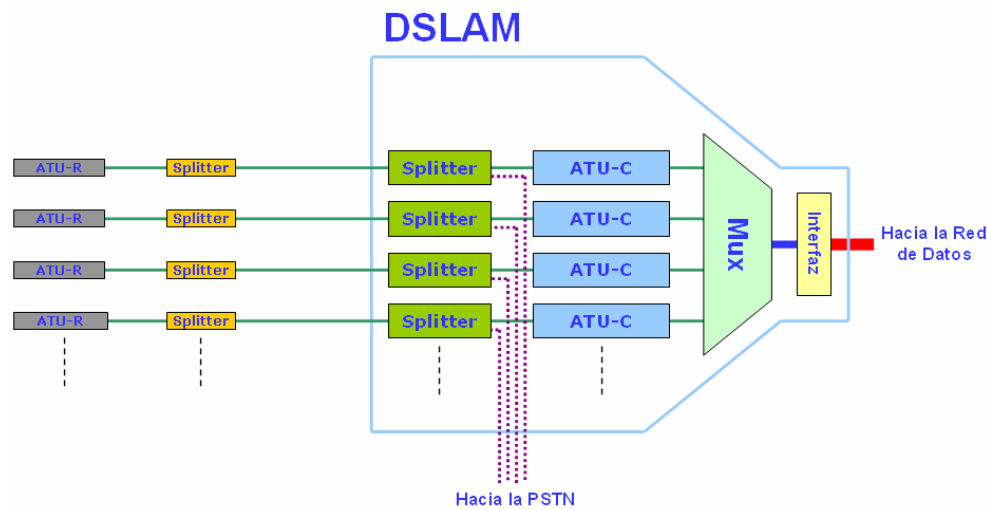 DSLAM
ATU-R Splitter Splitter ATU-C
ATU-R Splitter Splitter ATU-C
ATU-R Splitter Splitter ATU-C
ATU-R Splitter Splitter ATU-C
Mux
Interfaz
Hacia la Red
de Datos
Hacia la PSTN